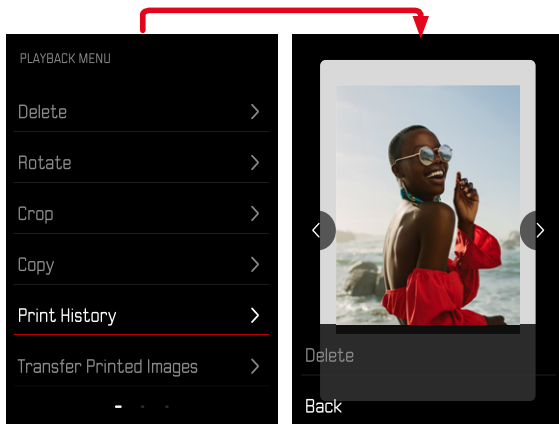 PLAYBACK MENU
Delete
Rotate
Crop
Copy
Print History
Transfer Printed Images
Delete
Back